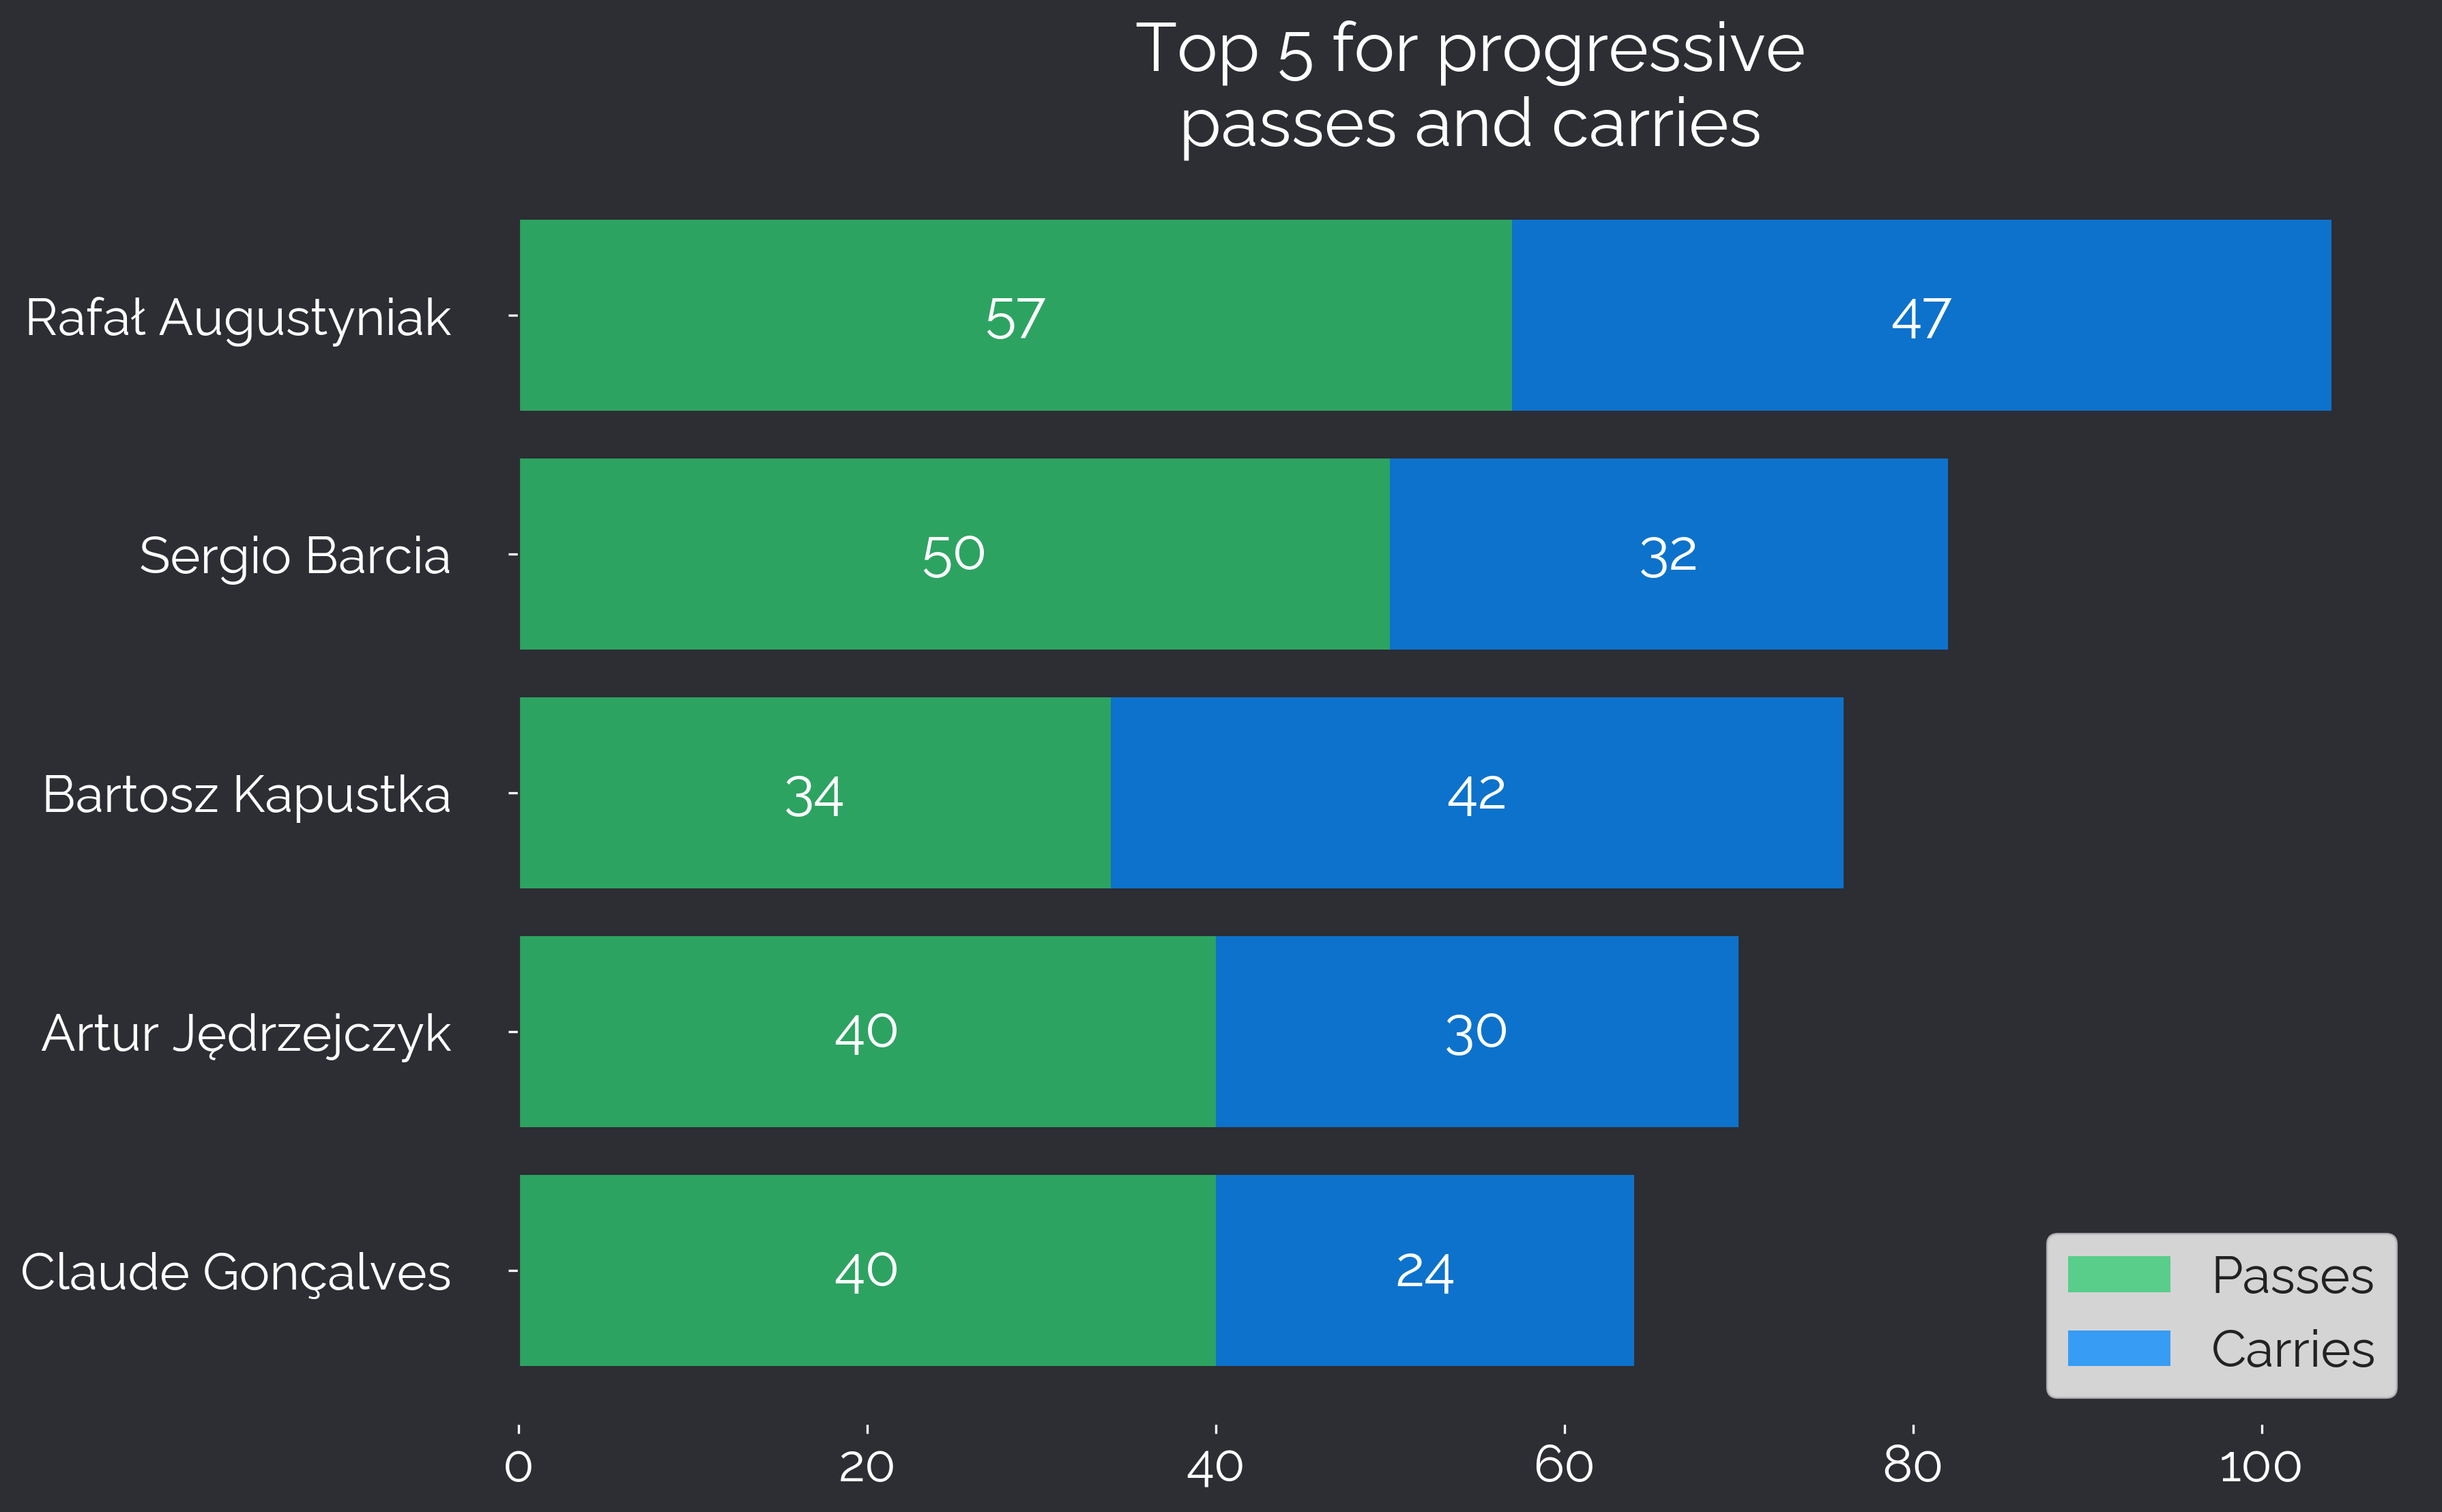 Top 5 for progressive
passes and carries
Rafał Augustyniak
57
47
Sergio Barcia
50
32
Bartosz Kapustka
34
42
Artur Jędrzejczyk
40
30
Claude Gonçalves
40
24
Passes
Carries
0
20
40
60
80
100